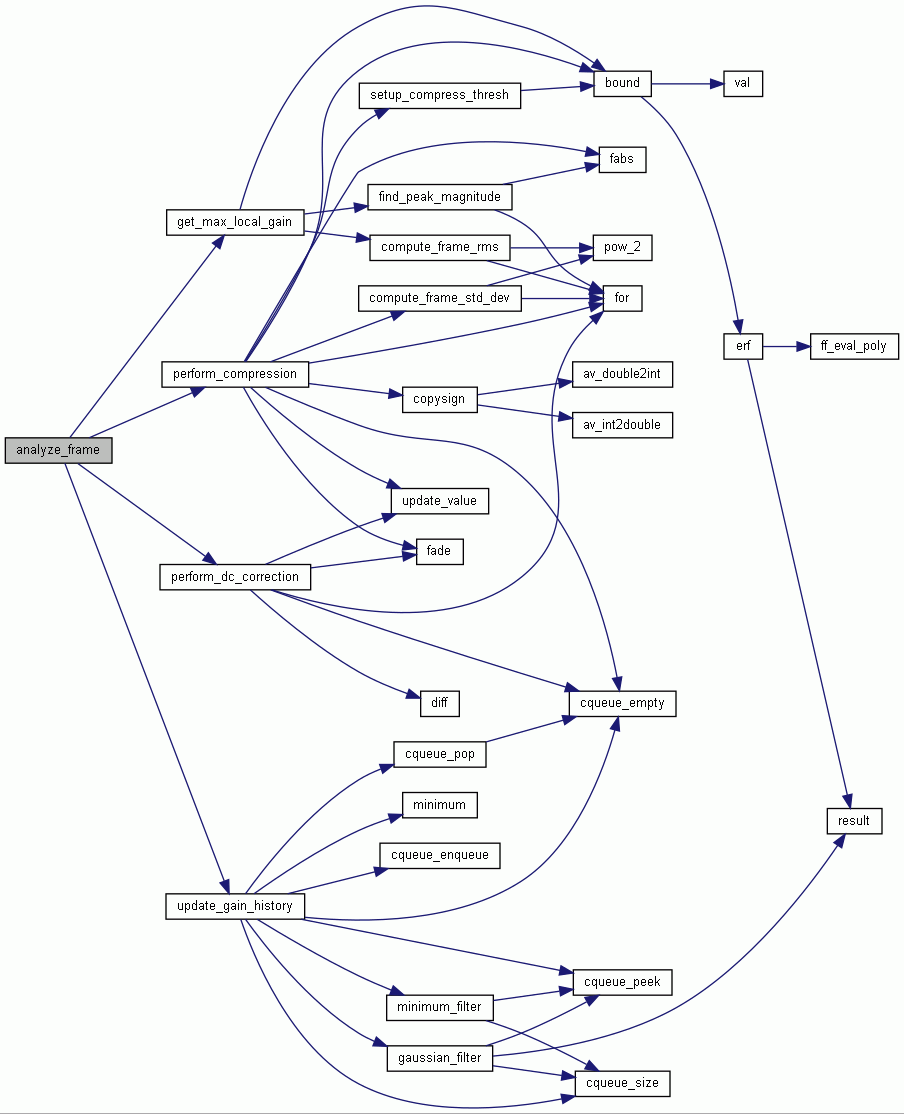 bound
val
setup_compress_thresh
fabs
find_peak_magnitude
get_max_local_gain
compute_frame_rms
pow_2
compute_frame_std_dev
for
erf
ff_eval_poly
perform_compression
av_double2int
copysign
av_int2double
analyze_frame
update_value
fade
perform_dc_correction
diff
cqueue_empty
cqueue_pop
minimum
result
cqueue_enqueue
update_gain_history
cqueue_peek
minimum_filter
gaussian_filter
cqueue_size